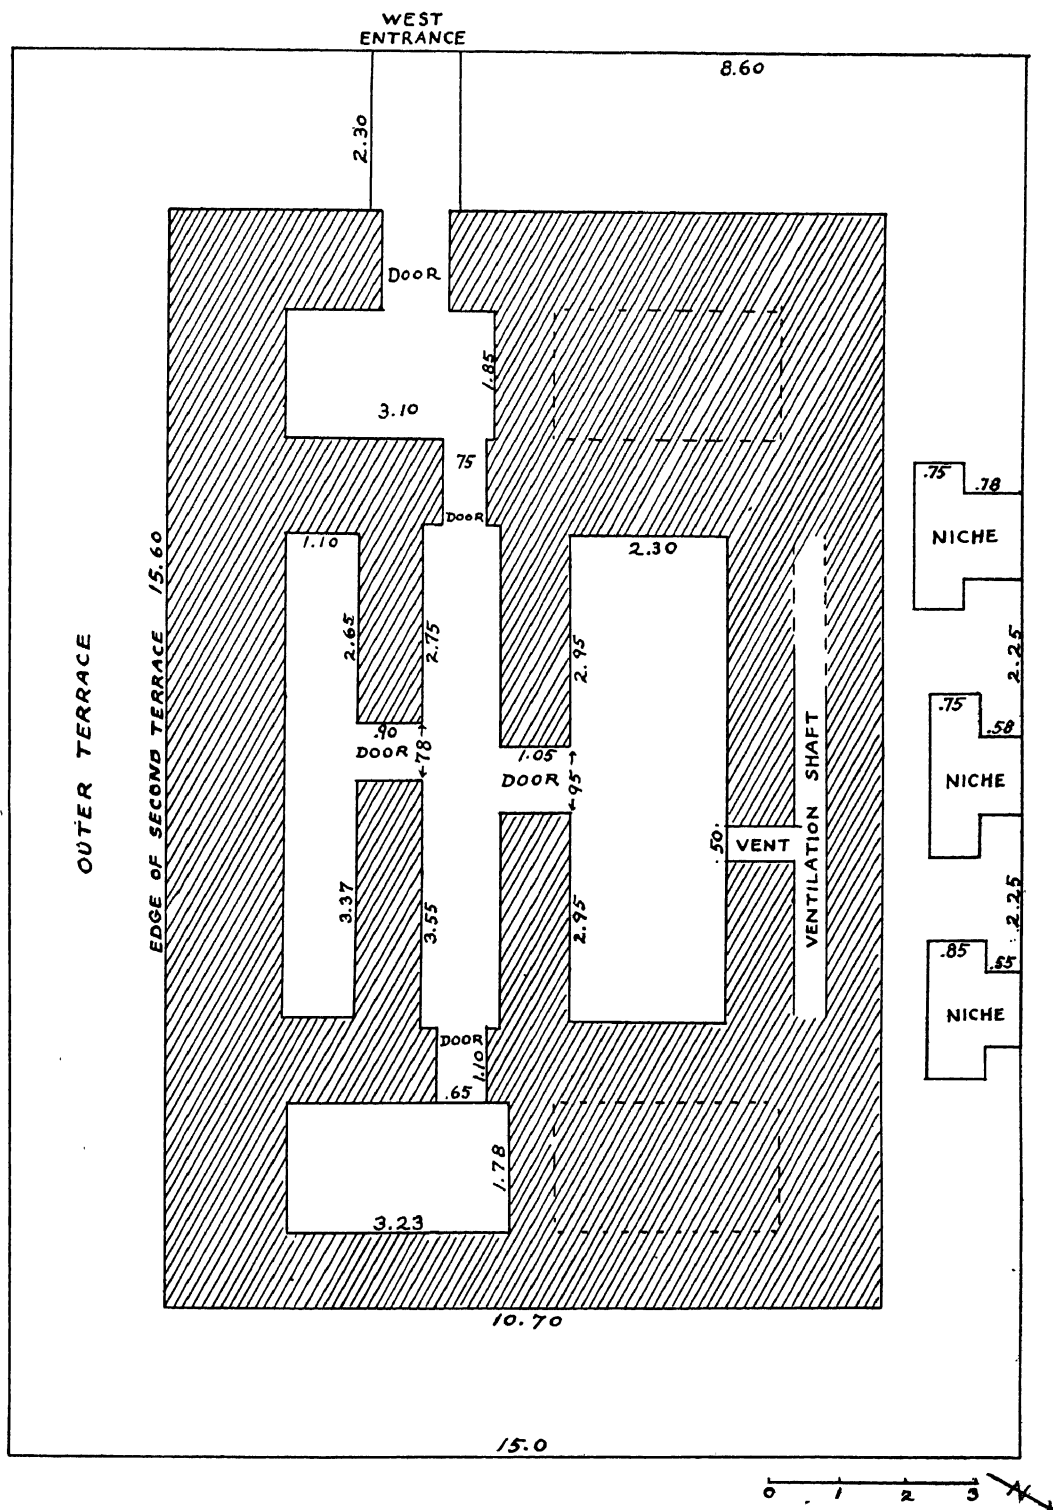 WEST
ENTRANCE
8.60
2.30
DOOR
1.85
3.10
75
DOOR
.75
.78
NICHE
1.10
2.30
EDGE OF SECOND TERRACE 15.60
OUTER TERRACE
2.65
2.75
2.95
2.25
.90
DOOR
.78
1.05
DOOR
.95
VENTILATION SHAFT
.75
.58
NICHE
.50
VENT
3.37
3.55
2.95
2.25
.85
.55
NICHE
DOOR
1.10
.65
1.78
3.23
10.70
15.0
0 1 2 3
N